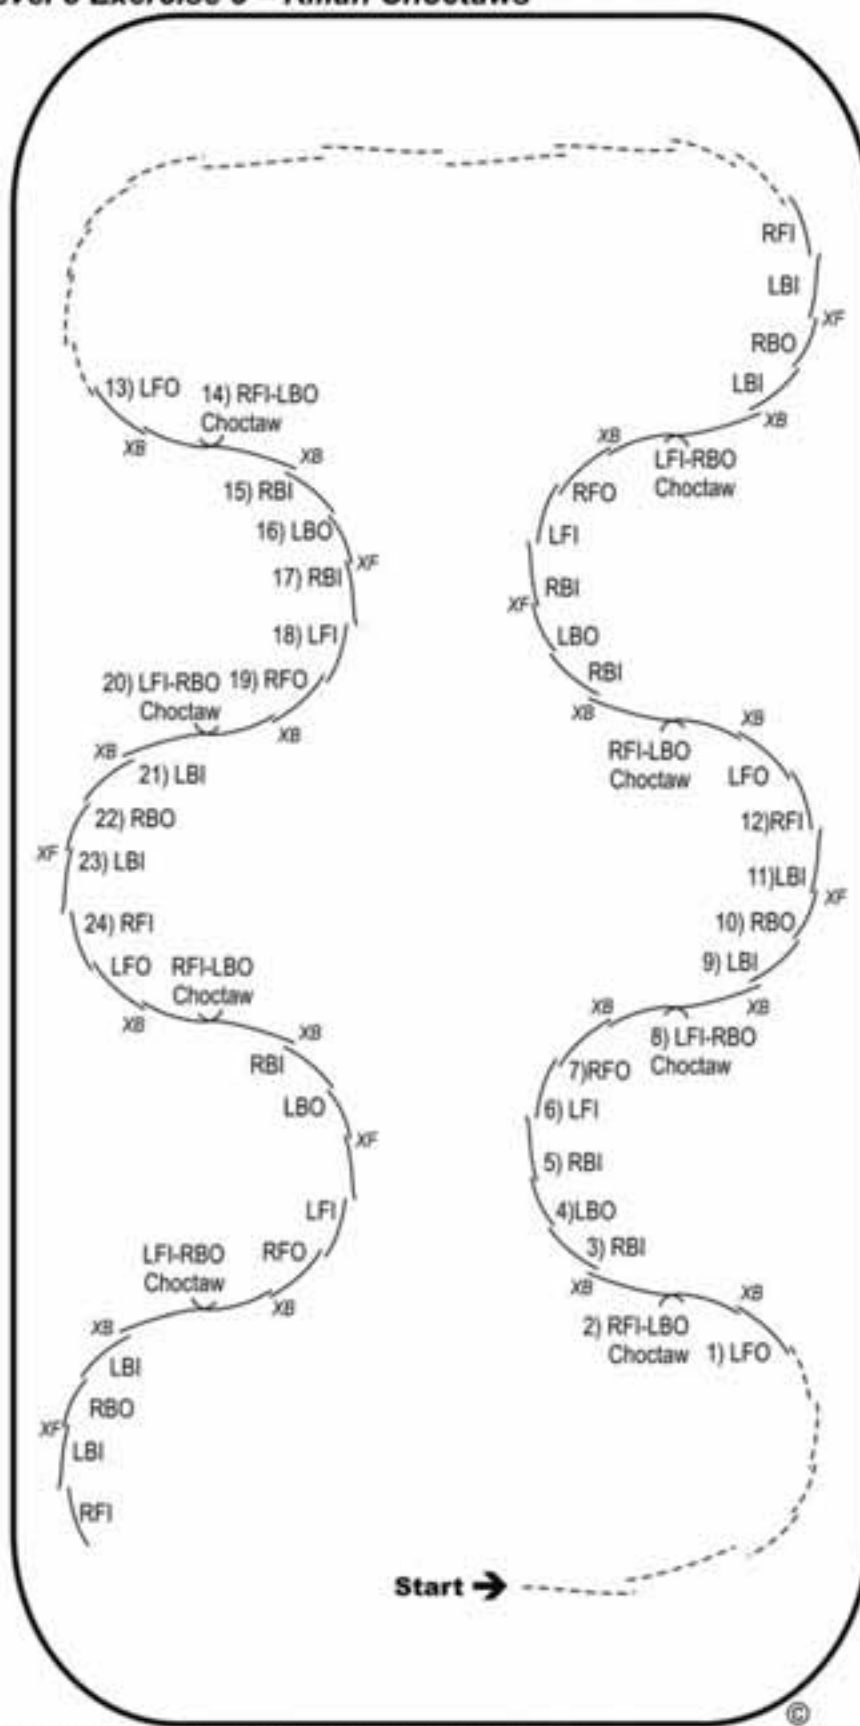 Exercise
Choctaws
RFI
LBI
XF
RBO
LBI
XB
XB
LFI-RBO
Choctaw
RFO
LFI
RBI
XF
LBO
RBI
XB
RFI-LBO
Choctaw
XB
LFO
12)RFI
11)LBI
XF
10) RBO
9) LBI
XB
XB
8) LFI-RBO
Choctaw
7)RFO
6) LFI
5) RBI
4)LBO
3) RBI
XB
XB
2) RFI-LBO
Choctaw
1) LFO
Start
13) LFO
14) RFI-LBO
Choctaw
XB
XB
15) RBI
16) LBO
XF
17) RBI
18) LFI
20) LFI-RBO
Choctaw
19) RFO
XB
XB
21) LBI
22) RBO
XF
23) LBI
24) RFI
LFO
RFI-LBO
Choctaw
XB
XB
RBI
LBO
XF
LFI
LFI-RBO
Choctaw
RFO
XB
XB
LBI
RBO
XF
LBI
RFI
©